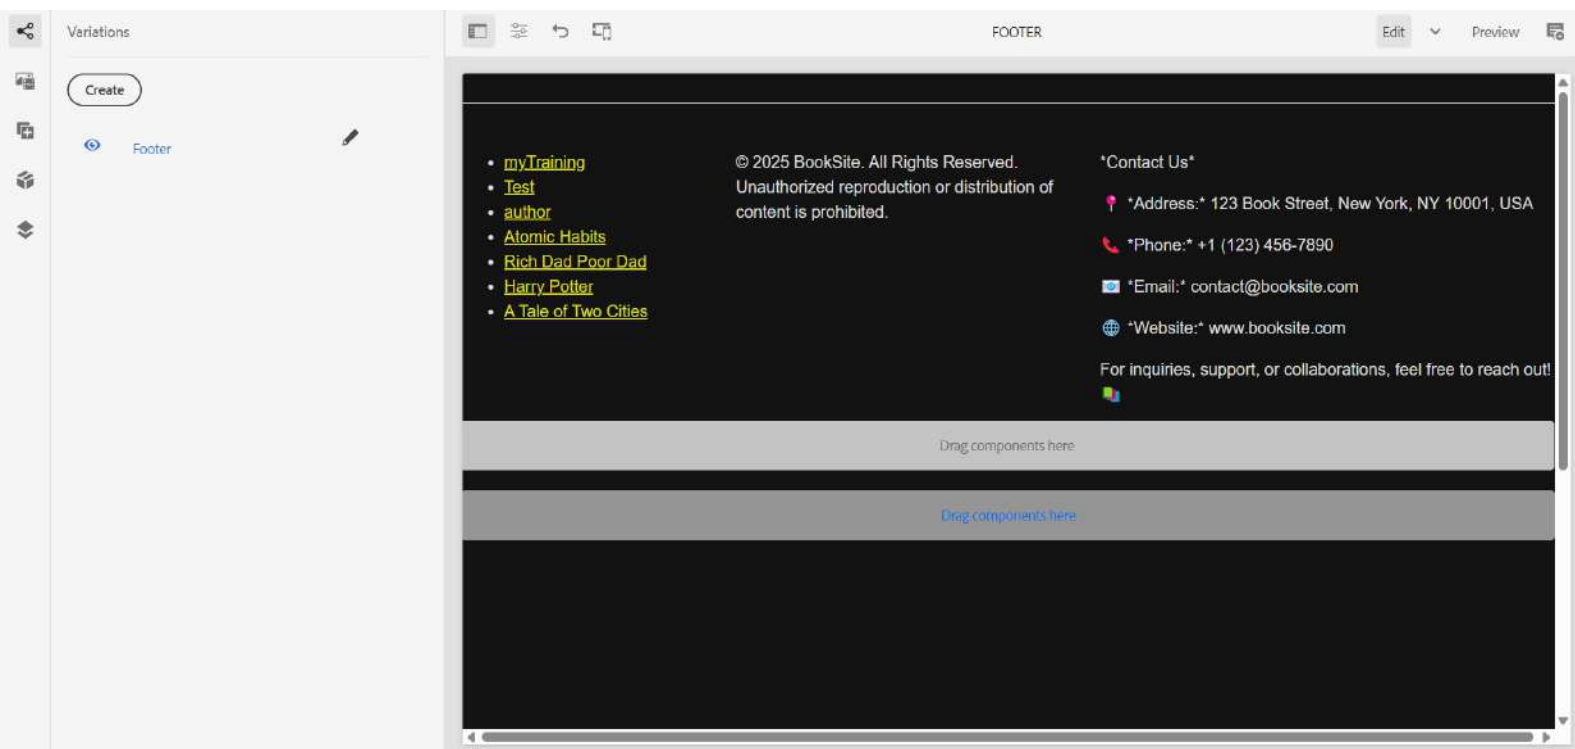 Variations
FOOTER
Edit
Preview
Create
Footer
myTraining
Test
author
Atomic Habits
Rich Dad Poor Dad
Harry Potter
A Tale of Two Cities
© 2025 BookSite. All Rights Reserved.
Unauthorized reproduction or distribution of
content is prohibited.
*Contact Us*
*Address:* 123 Book Street, New York, NY 10001, USA
*Phone:* +1 (123) 456-7890
*Email:* contact@booksite.com
*Website:* www.booksite.com
For inquiries, support, or collaborations, feel free to reach out!
Drag components here
Drag components here